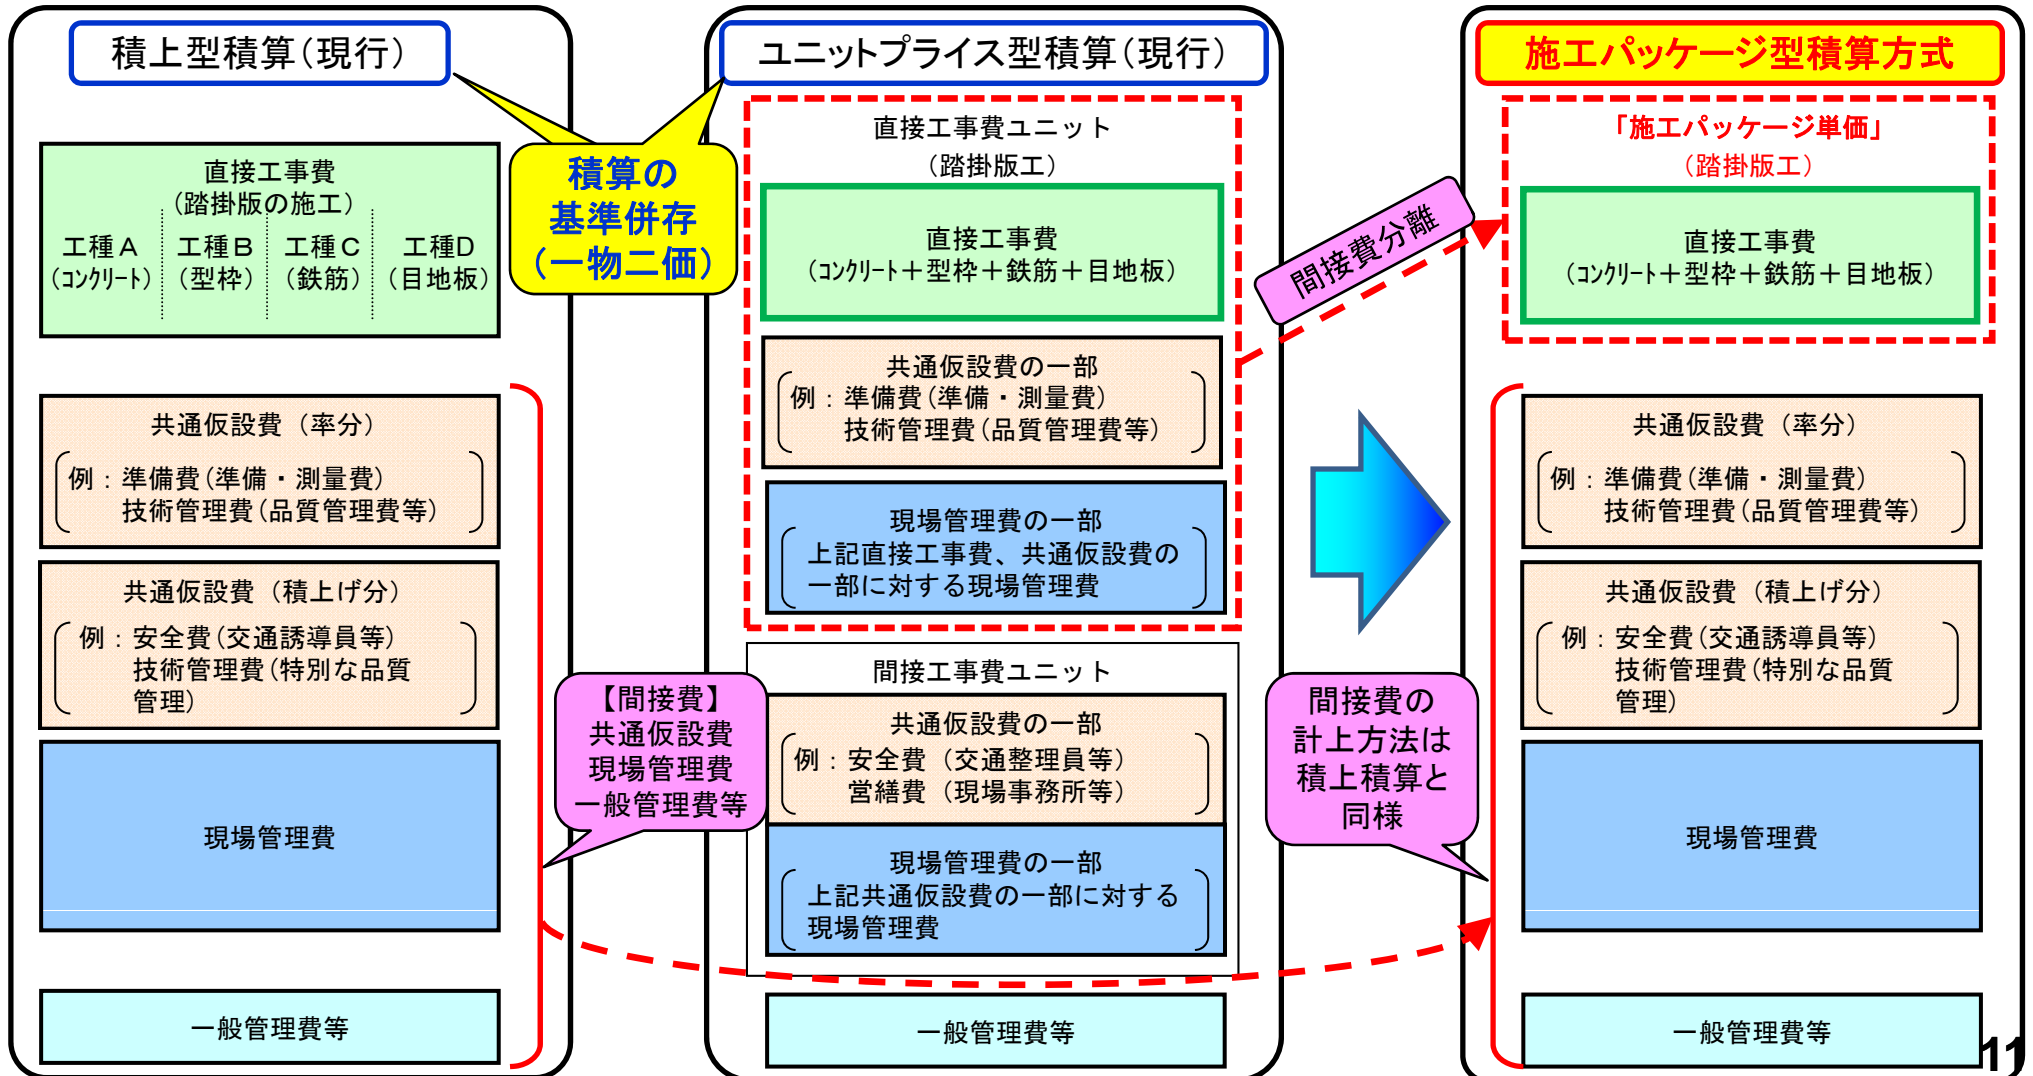 積上型積算(現行)
直接工事費
(踏掛版の施工)
工種A
(コンクリート)
工種B
(型枠)
工種C
(鉄筋)
工種D
(目地板)
共通仮設費（率分）
例：準備費(準備・測量費)
技術管理費(品質管理費等)
共通仮設費（積上げ分）
例：安全費(交通誘導員等)
技術管理費(特別な品質
管理)
現場管理費
一般管理費等
積算の
基準併存
(一物二価)
【間接費】
共通仮設費
現場管理費
一般管理費等
ユニットプライス型積算(現行)
直接工事費ユニット
(踏掛版工)
直接工事費
(コンクリート＋型枠＋鉄筋＋目地板)
共通仮設費の一部
例：準備費(準備・測量費)
技術管理費(品質管理費等)
現場管理費の一部
上記直接工事費、共通仮設費の
一部に対する現場管理費
間接工事費ユニット
共通仮設費の一部
例：安全費（交通整理員等）
営繕費（現場事務所等）
現場管理費の一部
上記共通仮設費の一部に対する
現場管理費
一般管理費等
間接費分離
間接費の
計上方法は
積上積算と
同様
施工パッケージ型積算方式
「施工パッケージ単価」
(踏掛版工)
直接工事費
(コンクリート＋型枠＋鉄筋＋目地板)
共通仮設費（率分）
例：準備費(準備・測量費)
技術管理費(品質管理費等)
共通仮設費（積上げ分）
例：安全費(交通誘導員等)
技術管理費(特別な品質
管理)
現場管理費
一般管理費等
11